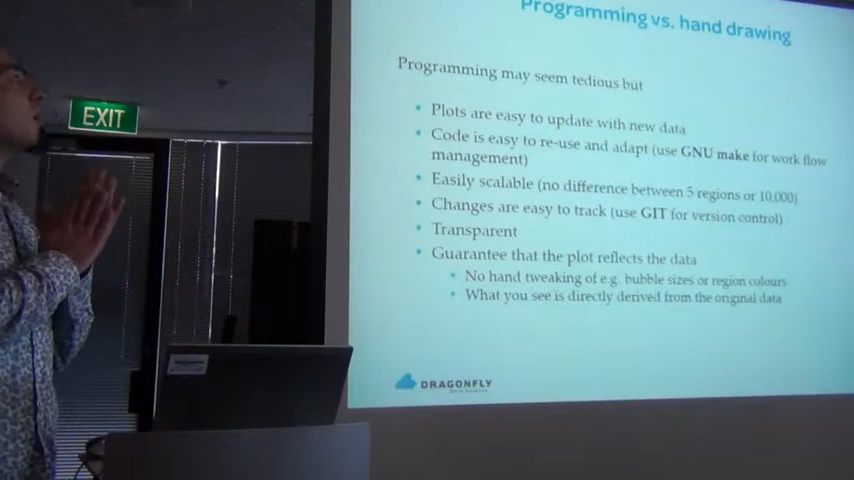 Programming vs. hand drawing
Programming may seem tedious but
Plots are easy to update with new data
EXIT
Code is easy to re-use and adapt (use GNU make for work flow
management)
Easily scalable (no difference between 5 regions or 10,000)
Changes are easy to track (use GIT for version control)
Transparent
Guarantee that the plot reflects the data
No hand tweaking of e.g. bubble sizes or region colours
What you see is directly derived from the original data
DRAGONFLY